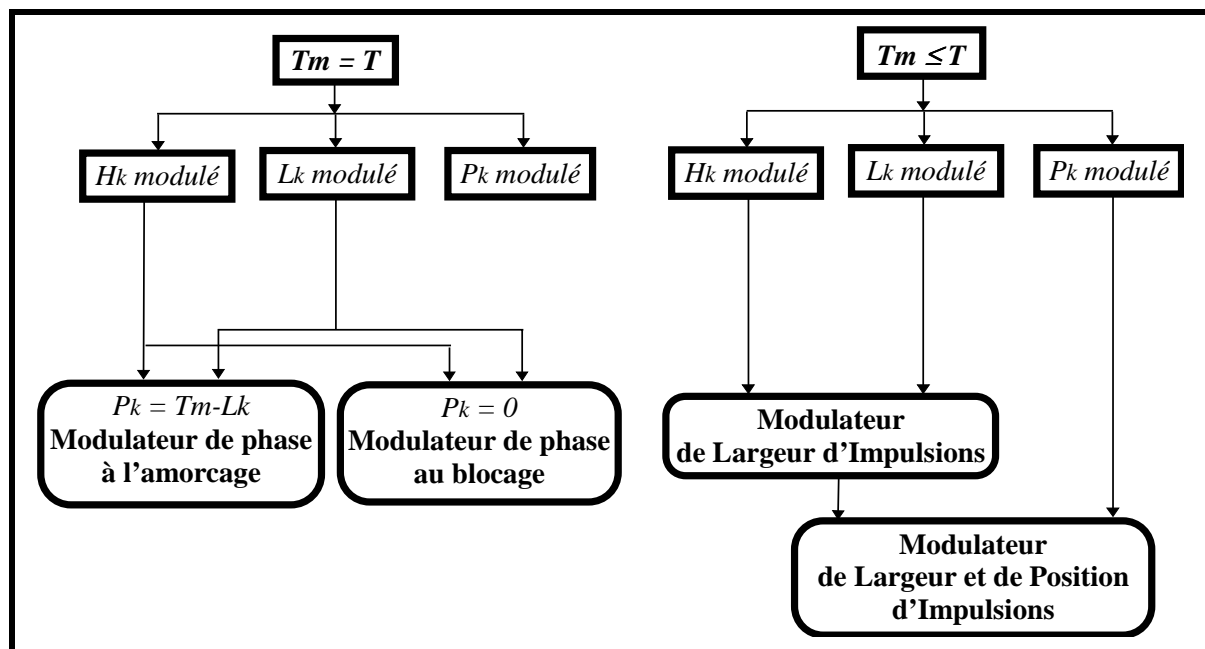 Tm = T
Hk modulé
Lk modulé
Pk modulé
Pk = Tm-Lk
Modulateur de phase
à l’amorcage
Pk = 0
Modulateur de phase
au blocage
Tm ≤ T
Hk modulé
Lk modulé
Pk modulé
Modulateur
de Largeur d’Impulsions
Modulateur
de Largeur et de Position
d’Impulsions